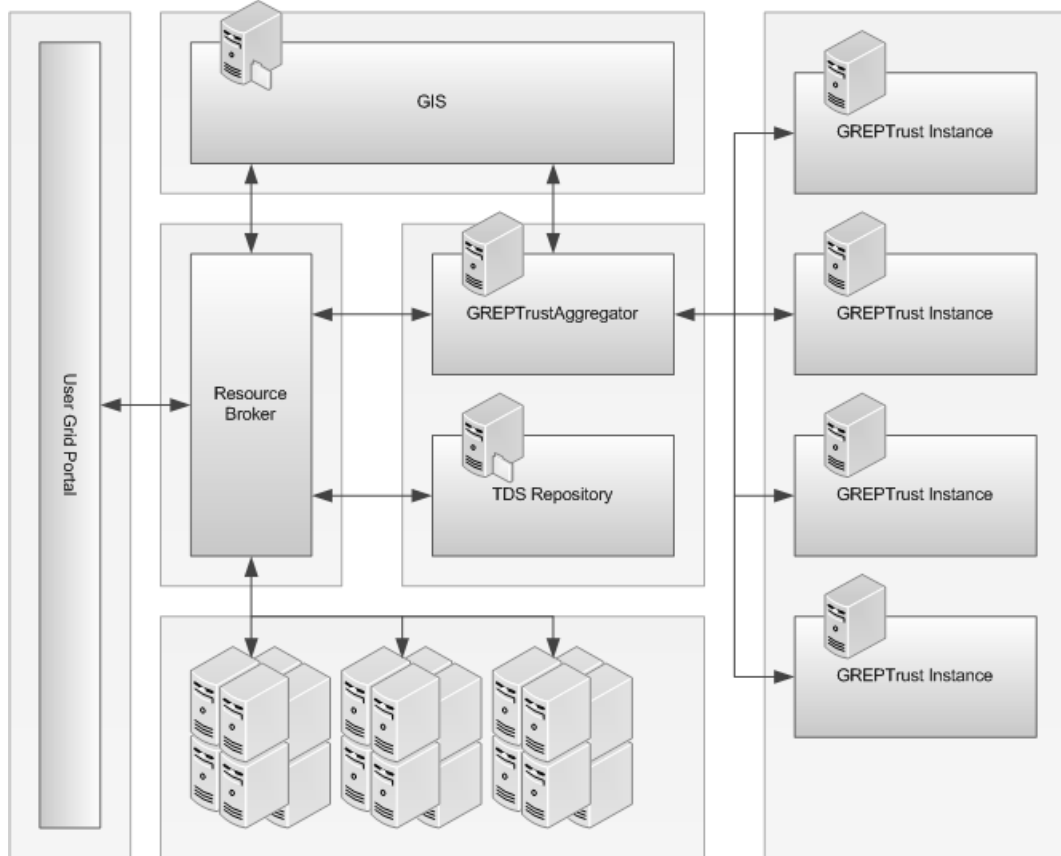 User Grid Portal
GIS
Resource
Broker
GREPTrustAggregator
TDS Repository
GREPTrust Instance
GREPTrust Instance
GREPTrust Instance
GREPTrust Instance